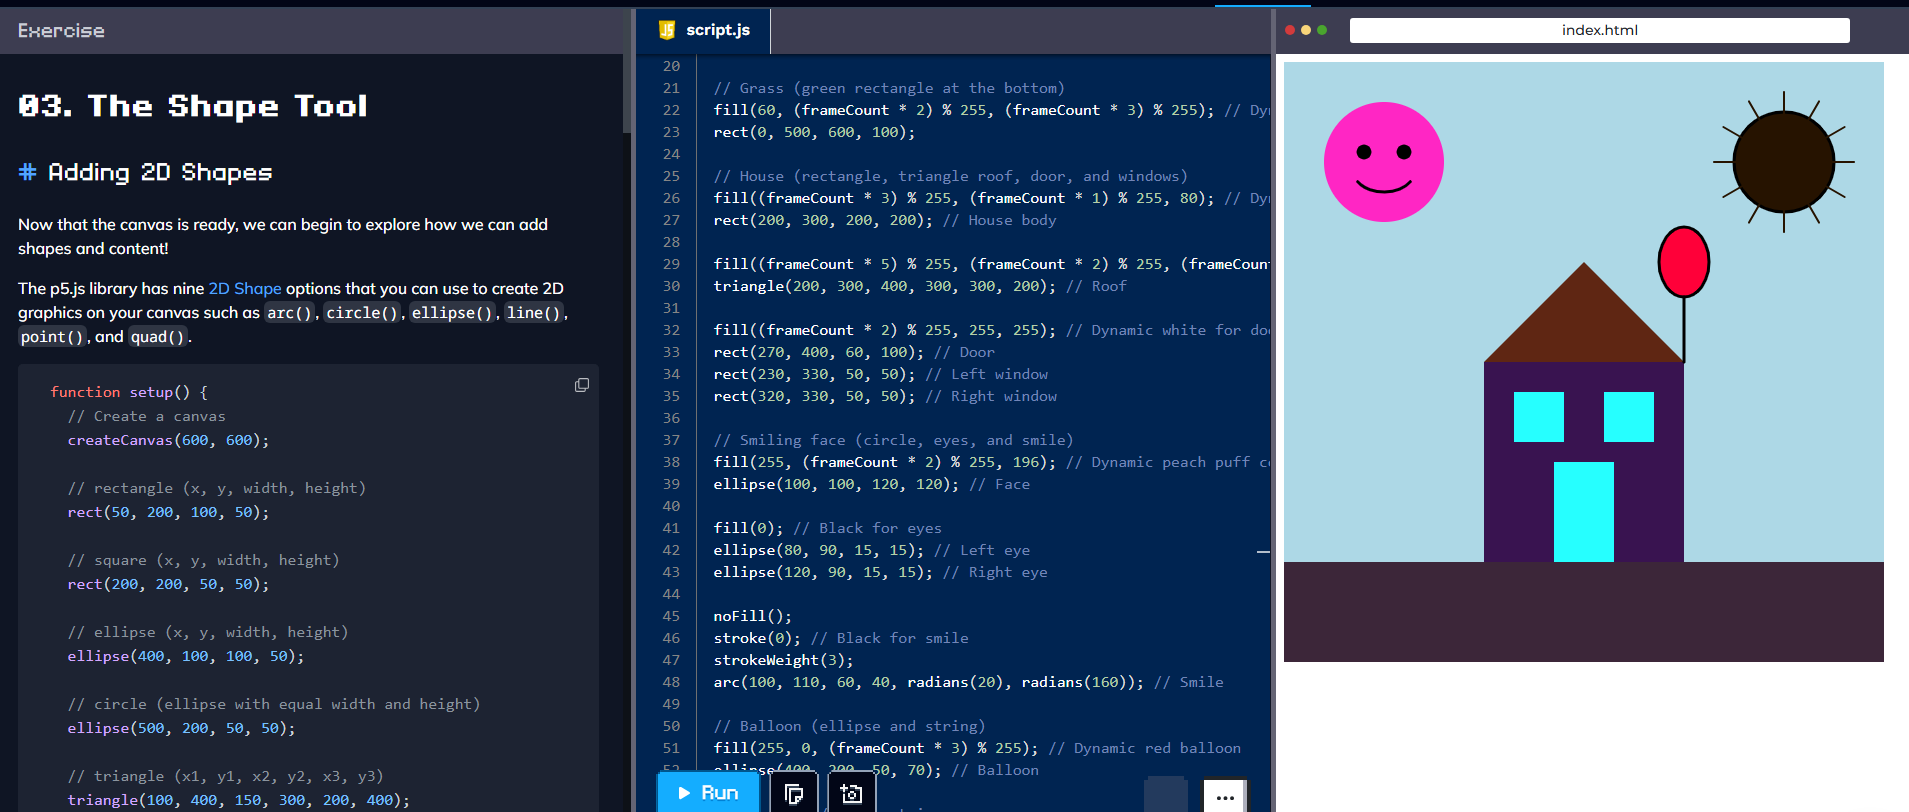 Exercise
03. The Shape Tool
# Adding 2D Shapes
Now that the canvas is ready, we can begin to explore how we can add
shapes and content!
The p5.js library has nine 2D Shape options that you can use to create 2D
graphics on your canvas such as arc(), circle(), ellipse(), line(),
point(), and quad().
function setup() {
// Create a canvas
createCanvas(600, 600);
// rectangle (x, y, width, height)
rect(50, 200, 100, 50);
// square (x, y, width, height)
rect(200, 200, 50, 50);
// ellipse (x, y, width, height)
ellipse(400, 100, 100, 50);
// circle (ellipse with equal width and height)
ellipse(500, 200, 50, 50);
// triangle (x1, y1, x2, y2, x3, y3)
triangle(100, 400, 150, 300, 200, 400);
script.js
20
21 // Grass (green rectangle at the bottom)
22 fill(60, (frameCount * 2) % 255, (frameCount * 3) % 255); //
23 rect(0, 500, 600, 100);
24
25 // House (rectangle, triangle roof, door, and windows)
26 fill((frameCount * 3) % 255, (frameCount * 1) % 255, 80); //
27 rect(200, 300, 200, 200); // House body
28
29 fill((frameCount * 5) % 255, (frameCount * 2) % 255,
30 triangle(200, 300, 400, 300, 300, 200); // Roof
31
32 fill((frameCount * 2) % 255, 255, 255); // Dynamic white for
33 rect(270, 400, 60, 100); // Door
34 rect(230, 330, 50, 50); // Left window
35 rect(320, 330, 50, 50); // Right window
36
37 // Smiling face (circle, eyes, and smile)
38 fill(255, (frameCount * 2) % 255, 196); // Dynamic peach puff
39 ellipse(100, 100, 120, 120); // Face
40
41 fill(0); // Black for eyes
42 ellipse(80, 90, 15, 15); // Left eye
43 ellipse(120, 90, 15, 15); // Right eye
44
45 noFill();
46 stroke(0); // Black for smile
47 strokeWeight(3);
48 arc(100, 110, 60, 40, radians(20), radians(160)); // Smile
49
50 // Balloon (ellipse and string)
51 fill(255, 0, (frameCount * 3) % 255); // Dynamic red balloon
52 ellipse(400, 200, 50, 70); // Balloon
Run
index.html